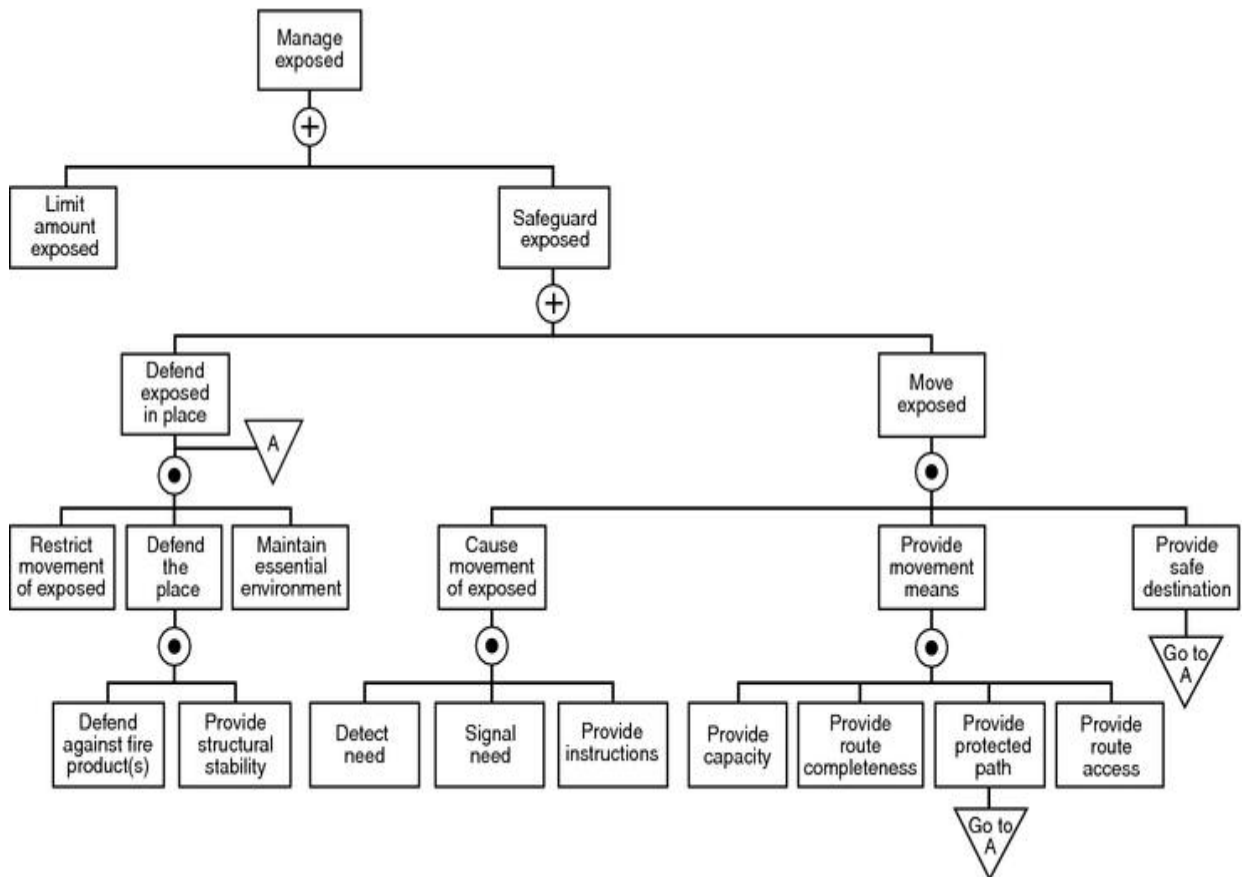 Manage
exposed
+
Limit
amount
exposed
Safeguard
exposed
+
Defend
exposed
in place
A
Move
exposed
Restrict
movement
of exposed
Defend
the
place
Maintain
essential
environment
Cause
movement
of exposed
Provide
movement
means
Provide
safe
destination
Go to
A
Defend
against fire
product(s)
Provide
structural
stability
Detect
need
Signal
need
Provide
instructions
Provide
capacity
Provide
route
completeness
Provide
protected
path
Provide
route
access
Go to
A